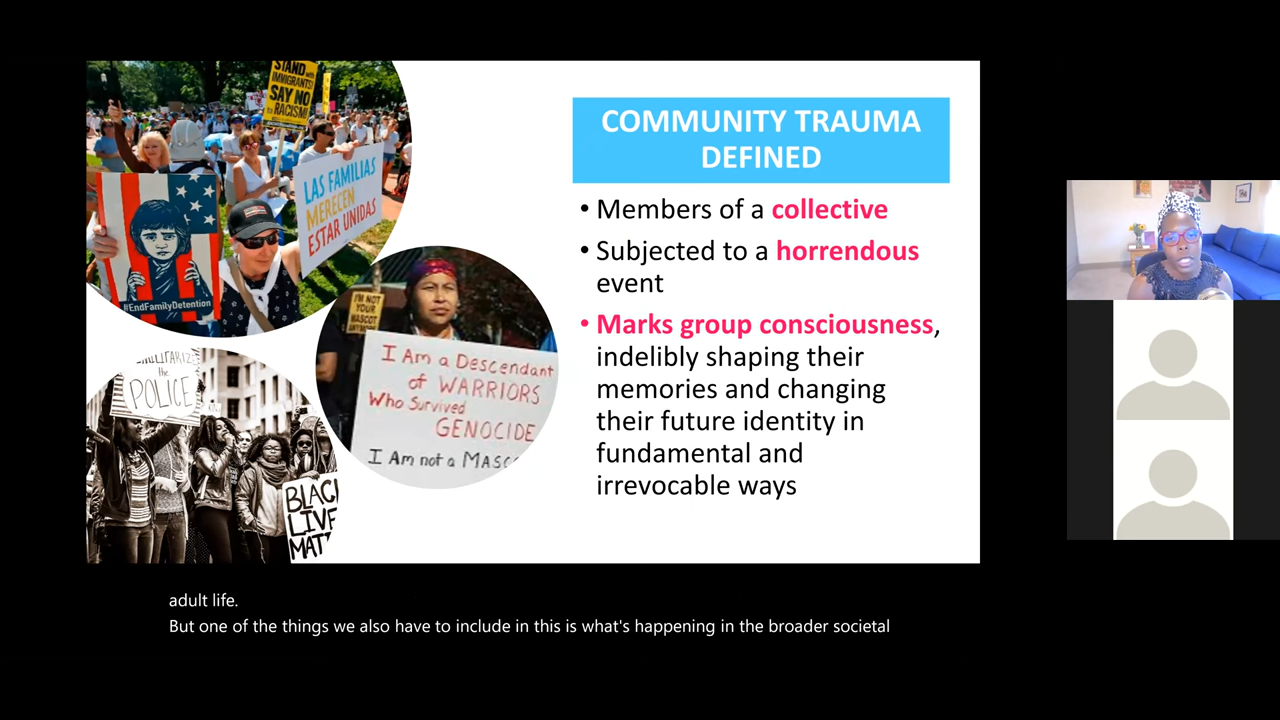 STAND with
IMMIGRANTS!
SAY NO
to RACISM!
LAS FAMILIAS
MERECEN
ESTAR UNIDAS
#EndFamilyDetention
I'M NOT
YOUR
MASCOT
ANYMORE
I Am a Descendant
of WARRIORS
Who Survived
GENOCIDE
I Am not a MASC
the
POLICE
BLAC
LIVE
MAT
COMMUNITY TRAUMA
DEFINED
• Members of a collective
• Subjected to a horrendous
event
• Marks group consciousness,
indelibly shaping their
memories and changing
their future identity in
fundamental and
irrevocable ways
adult life.
But one of the things we also have to include in this is what's happening in the broader societal